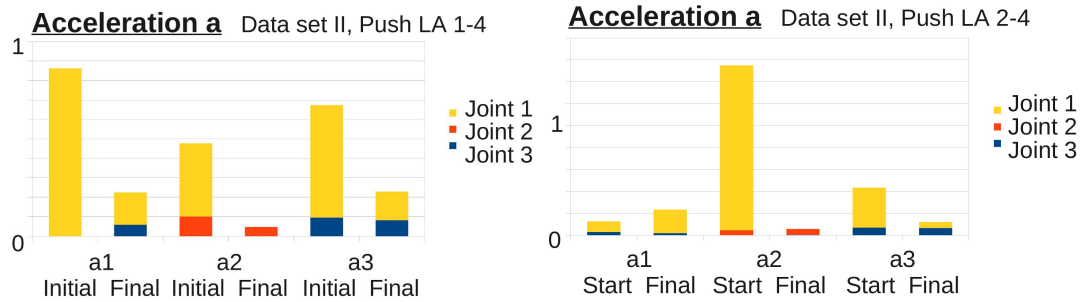 Acceleration a Data set II, Push LA 1-4
1
0
Joint 1
Joint 2
Joint 3
a1 a2 a3
Initial Final Initial Final Initial Final
Acceleration a Data set II, Push LA 2-4
1
0
Joint 1
Joint 2
Joint 3
a1 a2 a3
Start Final Start Final Start Final